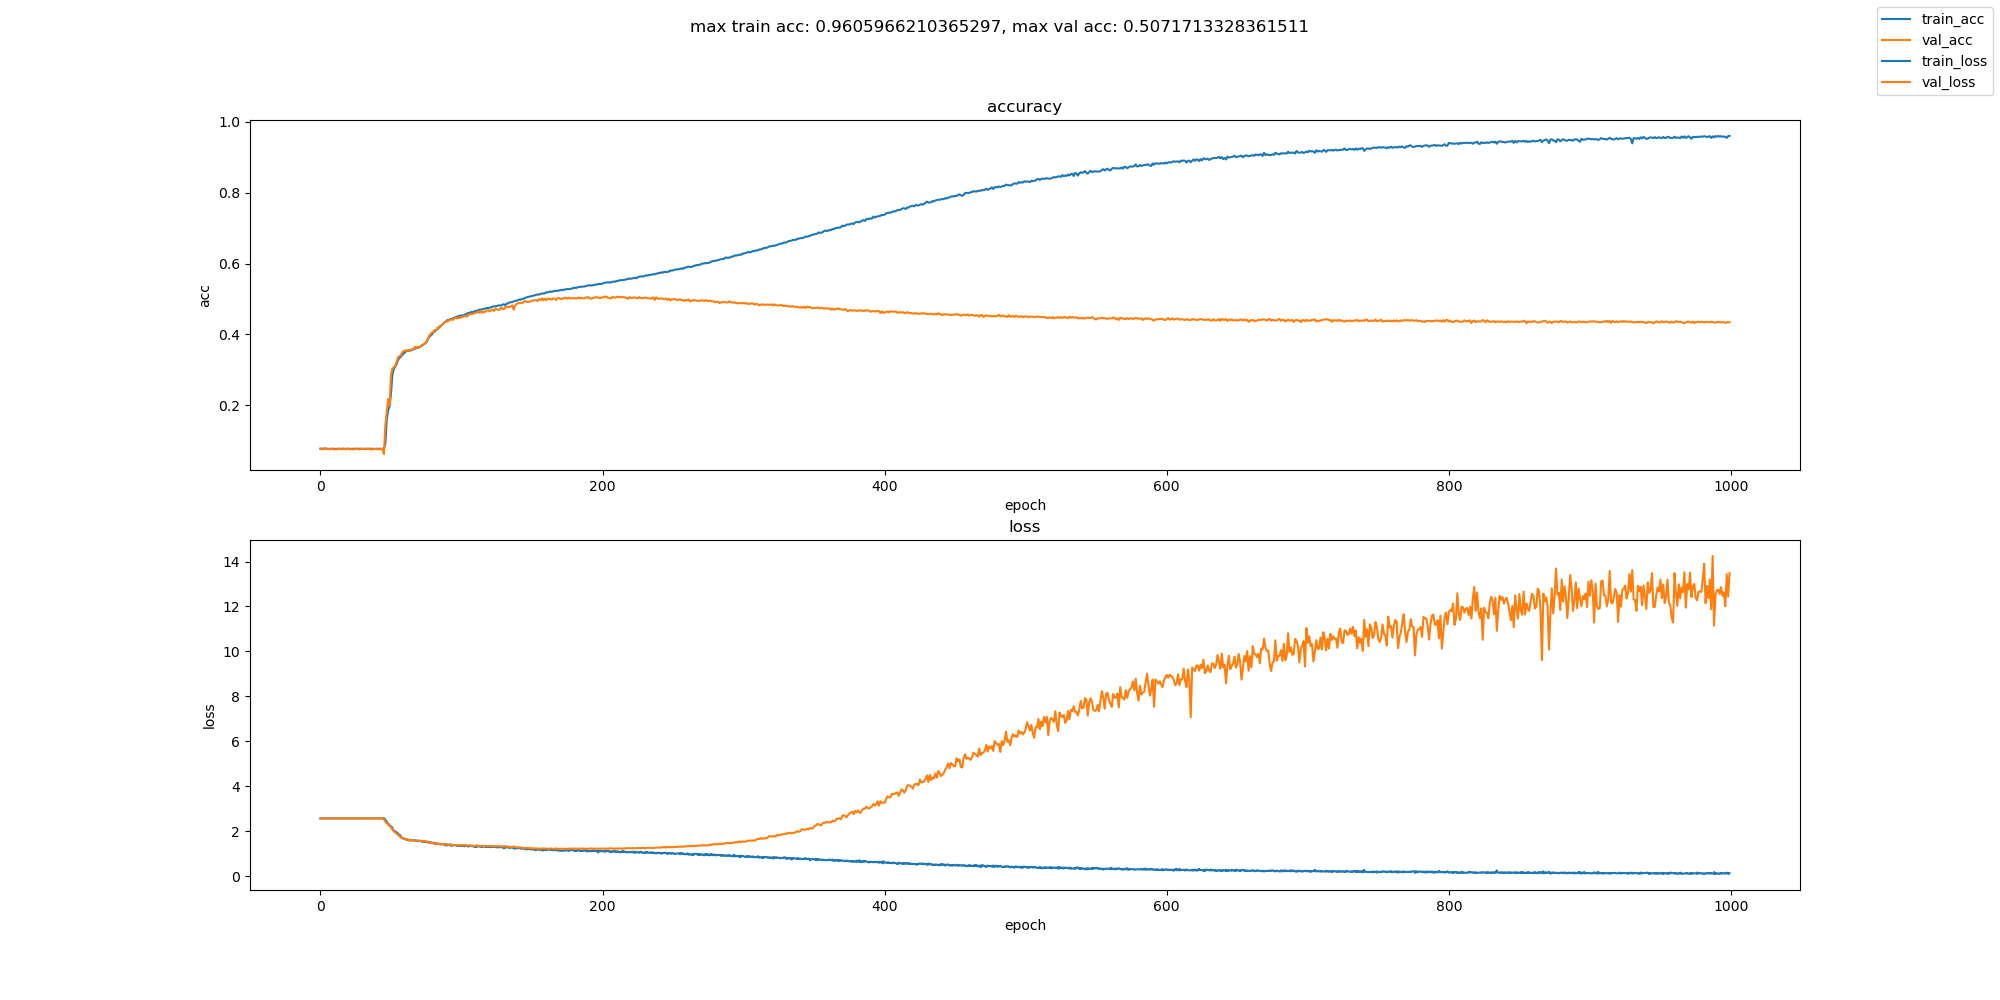 max train acc: 0.9605966210365297, max val acc: 0.5071713328361511
train_acc
val_acc
train_loss
val_loss
accuracy
1.0
0.8
0.6
0.4
0.2
acc
0 200 400 600 800 1000
epoch
loss
14
12
10
8
6
4
2
0
loss
0 200 400 600 800 1000
epoch